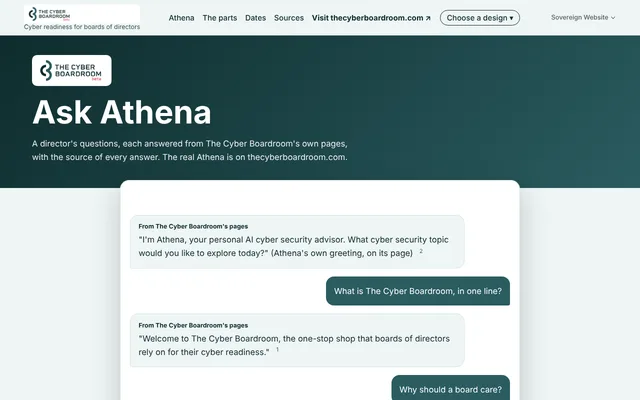 THE CYBER
BOARDROOM
BETA
Cyber readiness for boards of directors
Athena
The parts
Dates
Sources
Visit thecyberboardroom.com ↗
Choose a design ▾
Sovereign Website
THE CYBER
BOARDROOM
BETA
Ask Athena
A director's questions, each answered from The Cyber Boardroom's own pages,
with the source of every answer. The real Athena is on thecyberboardroom.com.
From The Cyber Boardroom's pages
"I'm Athena, your personal AI cyber security advisor. What cyber security topic
would you like to explore today?" (Athena's own greeting, on its page) 2
What is The Cyber Boardroom, in one line?
From The Cyber Boardroom's pages
"Welcome to The Cyber Boardroom, the one-stop shop that boards of directors
rely on for their cyber readiness." 1
Why should a board care?